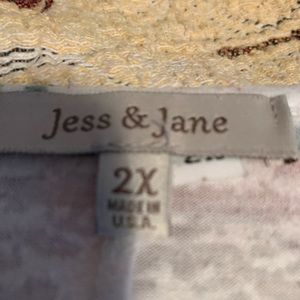 Jess & Jane
2X
MADE IN
U.S.A.